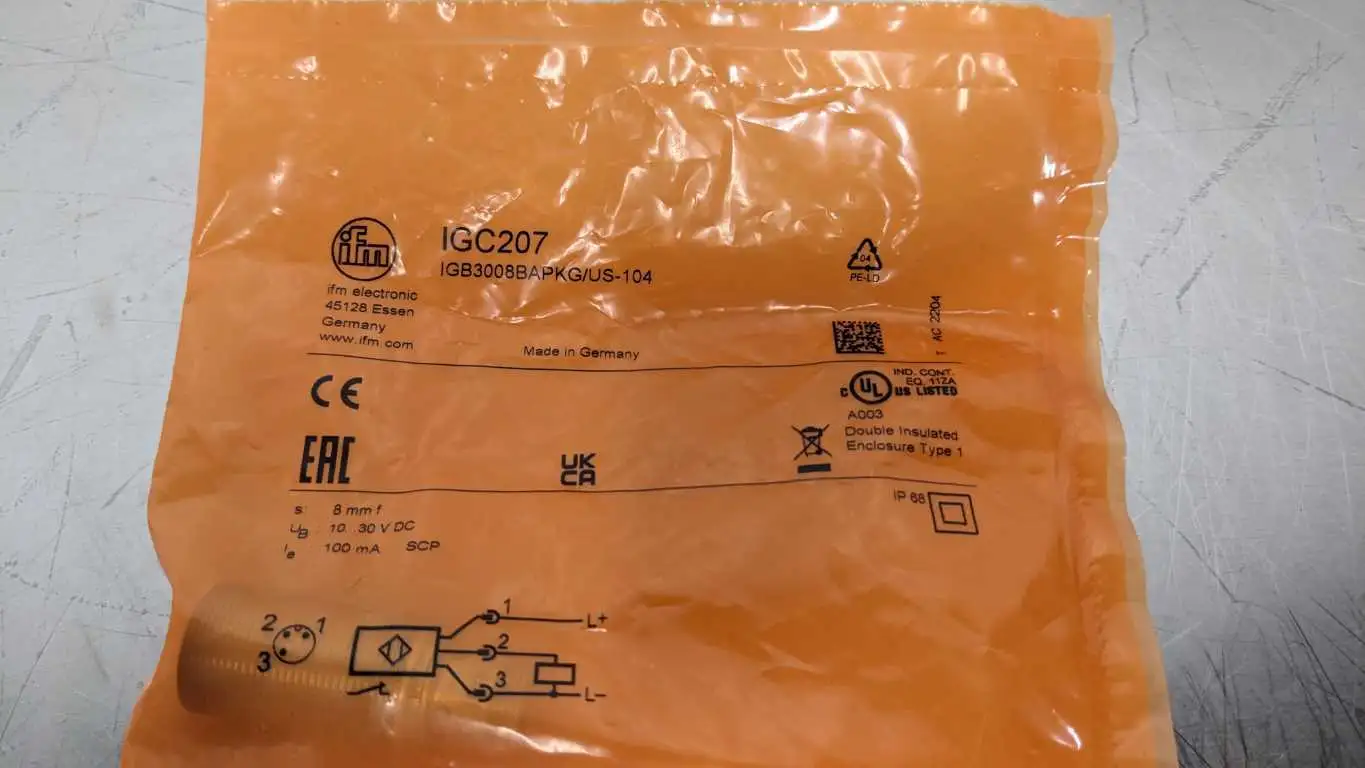 ifm
IGC207
IGB3008BAPKG/US-104
ifm electronic
45128 Essen
Germany
www.ifm.com
Made in Germany
04
PE-LD
1 AC 2204
CE
EAC
UK
CA
c UL US LISTED
IND. CONT.
EQ. 11ZA
A003
Double Insulated
Enclosure Type 1
IP 68
s: 8 mm f
UB : 10...30 V DC
Ie : 100 mA SCP
2 1
3
1 L+
2
3 L−